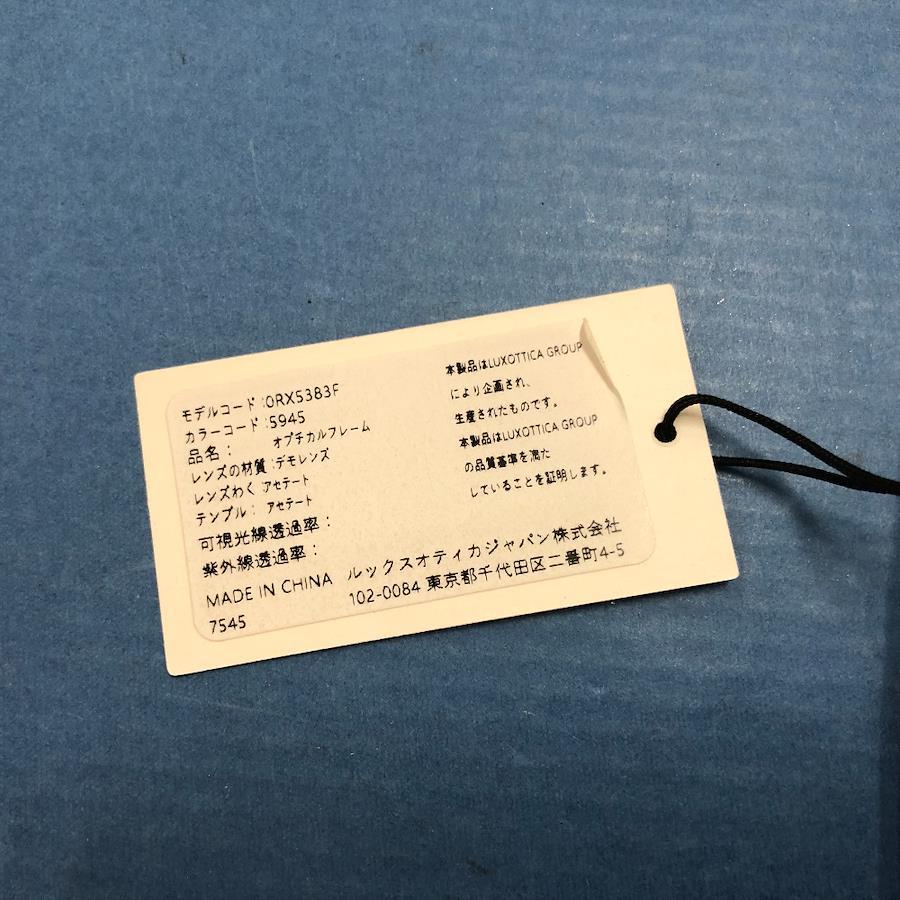 モデルコード :0RX5383F
カラーコード :5945
品名： オプチカルフレーム
レンズの材質 :デモレンズ
レンズわく アセテート
テンプル： アセテート
可視光線透過率：
紫外線透過率：
MADE IN CHINA
7545
本製品はLUXOTTICA GROUP
により企画され、
生産されたものです。
本製品はLUXOTTICA GROUP
の品質基準を満た
していることを証明します。
ルックスオティカジャパン株式会社
102-0084 東京都千代田区二番町4-5